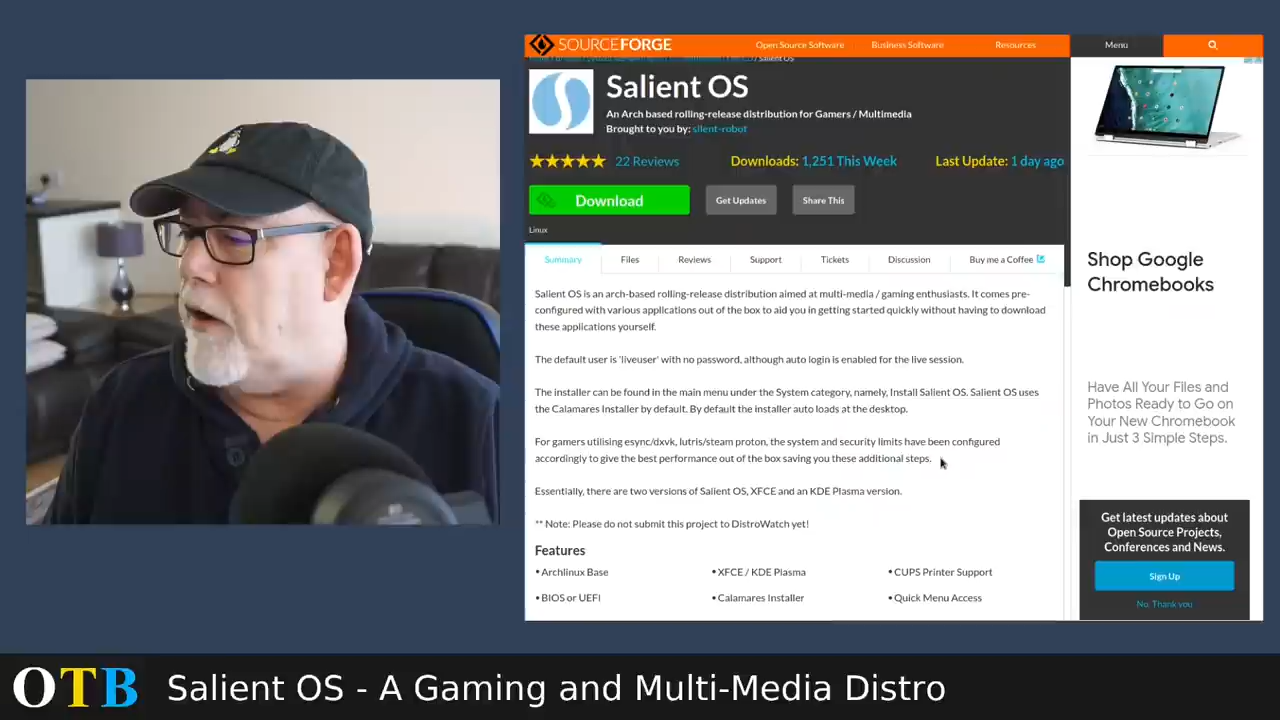 SOURCEFORGE
Open Source Software
Business Software
Resources
Menu
/ Salient OS
Salient OS
An Arch based rolling-release distribution for Gamers / Multimedia
Brought to you by: silent-robot
22 Reviews
Downloads: 1,251 This Week
Last Update: 1 day ago
Download
Get Updates
Share This
Linux
Summary
Files
Reviews
Support
Tickets
Discussion
Buy me a Coffee
Salient OS is an arch-based rolling-release distribution aimed at multi-media / gaming enthusiasts. It comes pre-
configured with various applications out of the box to aid you in getting started quickly without having to download
these applications yourself.
The default user is 'liveuser' with no password, although auto login is enabled for the live session.
The installer can be found in the main menu under the System category, namely, Install Salient OS. Salient OS uses
the Calamares Installer by default. By default the installer auto loads at the desktop.
For gamers utilising esync/dxvk, lutris/steam proton, the system and security limits have been configured
accordingly to give the best performance out of the box saving you these additional steps.
Essentially, there are two versions of Salient OS, XFCE and an KDE Plasma version.
** Note: Please do not submit this project to DistroWatch yet!
Features
• Archlinux Base
• XFCE / KDE Plasma
• CUPS Printer Support
• BIOS or UEFI
• Calamares Installer
• Quick Menu Access
Shop Google
Chromebooks
Have All Your Files and
Photos Ready to Go on
Your New Chromebook
in Just 3 Simple Steps.
Get latest updates about
Open Source Projects,
Conferences and News.
Sign Up
No, Thank you
OTB
Salient OS - A Gaming and Multi-Media Distro